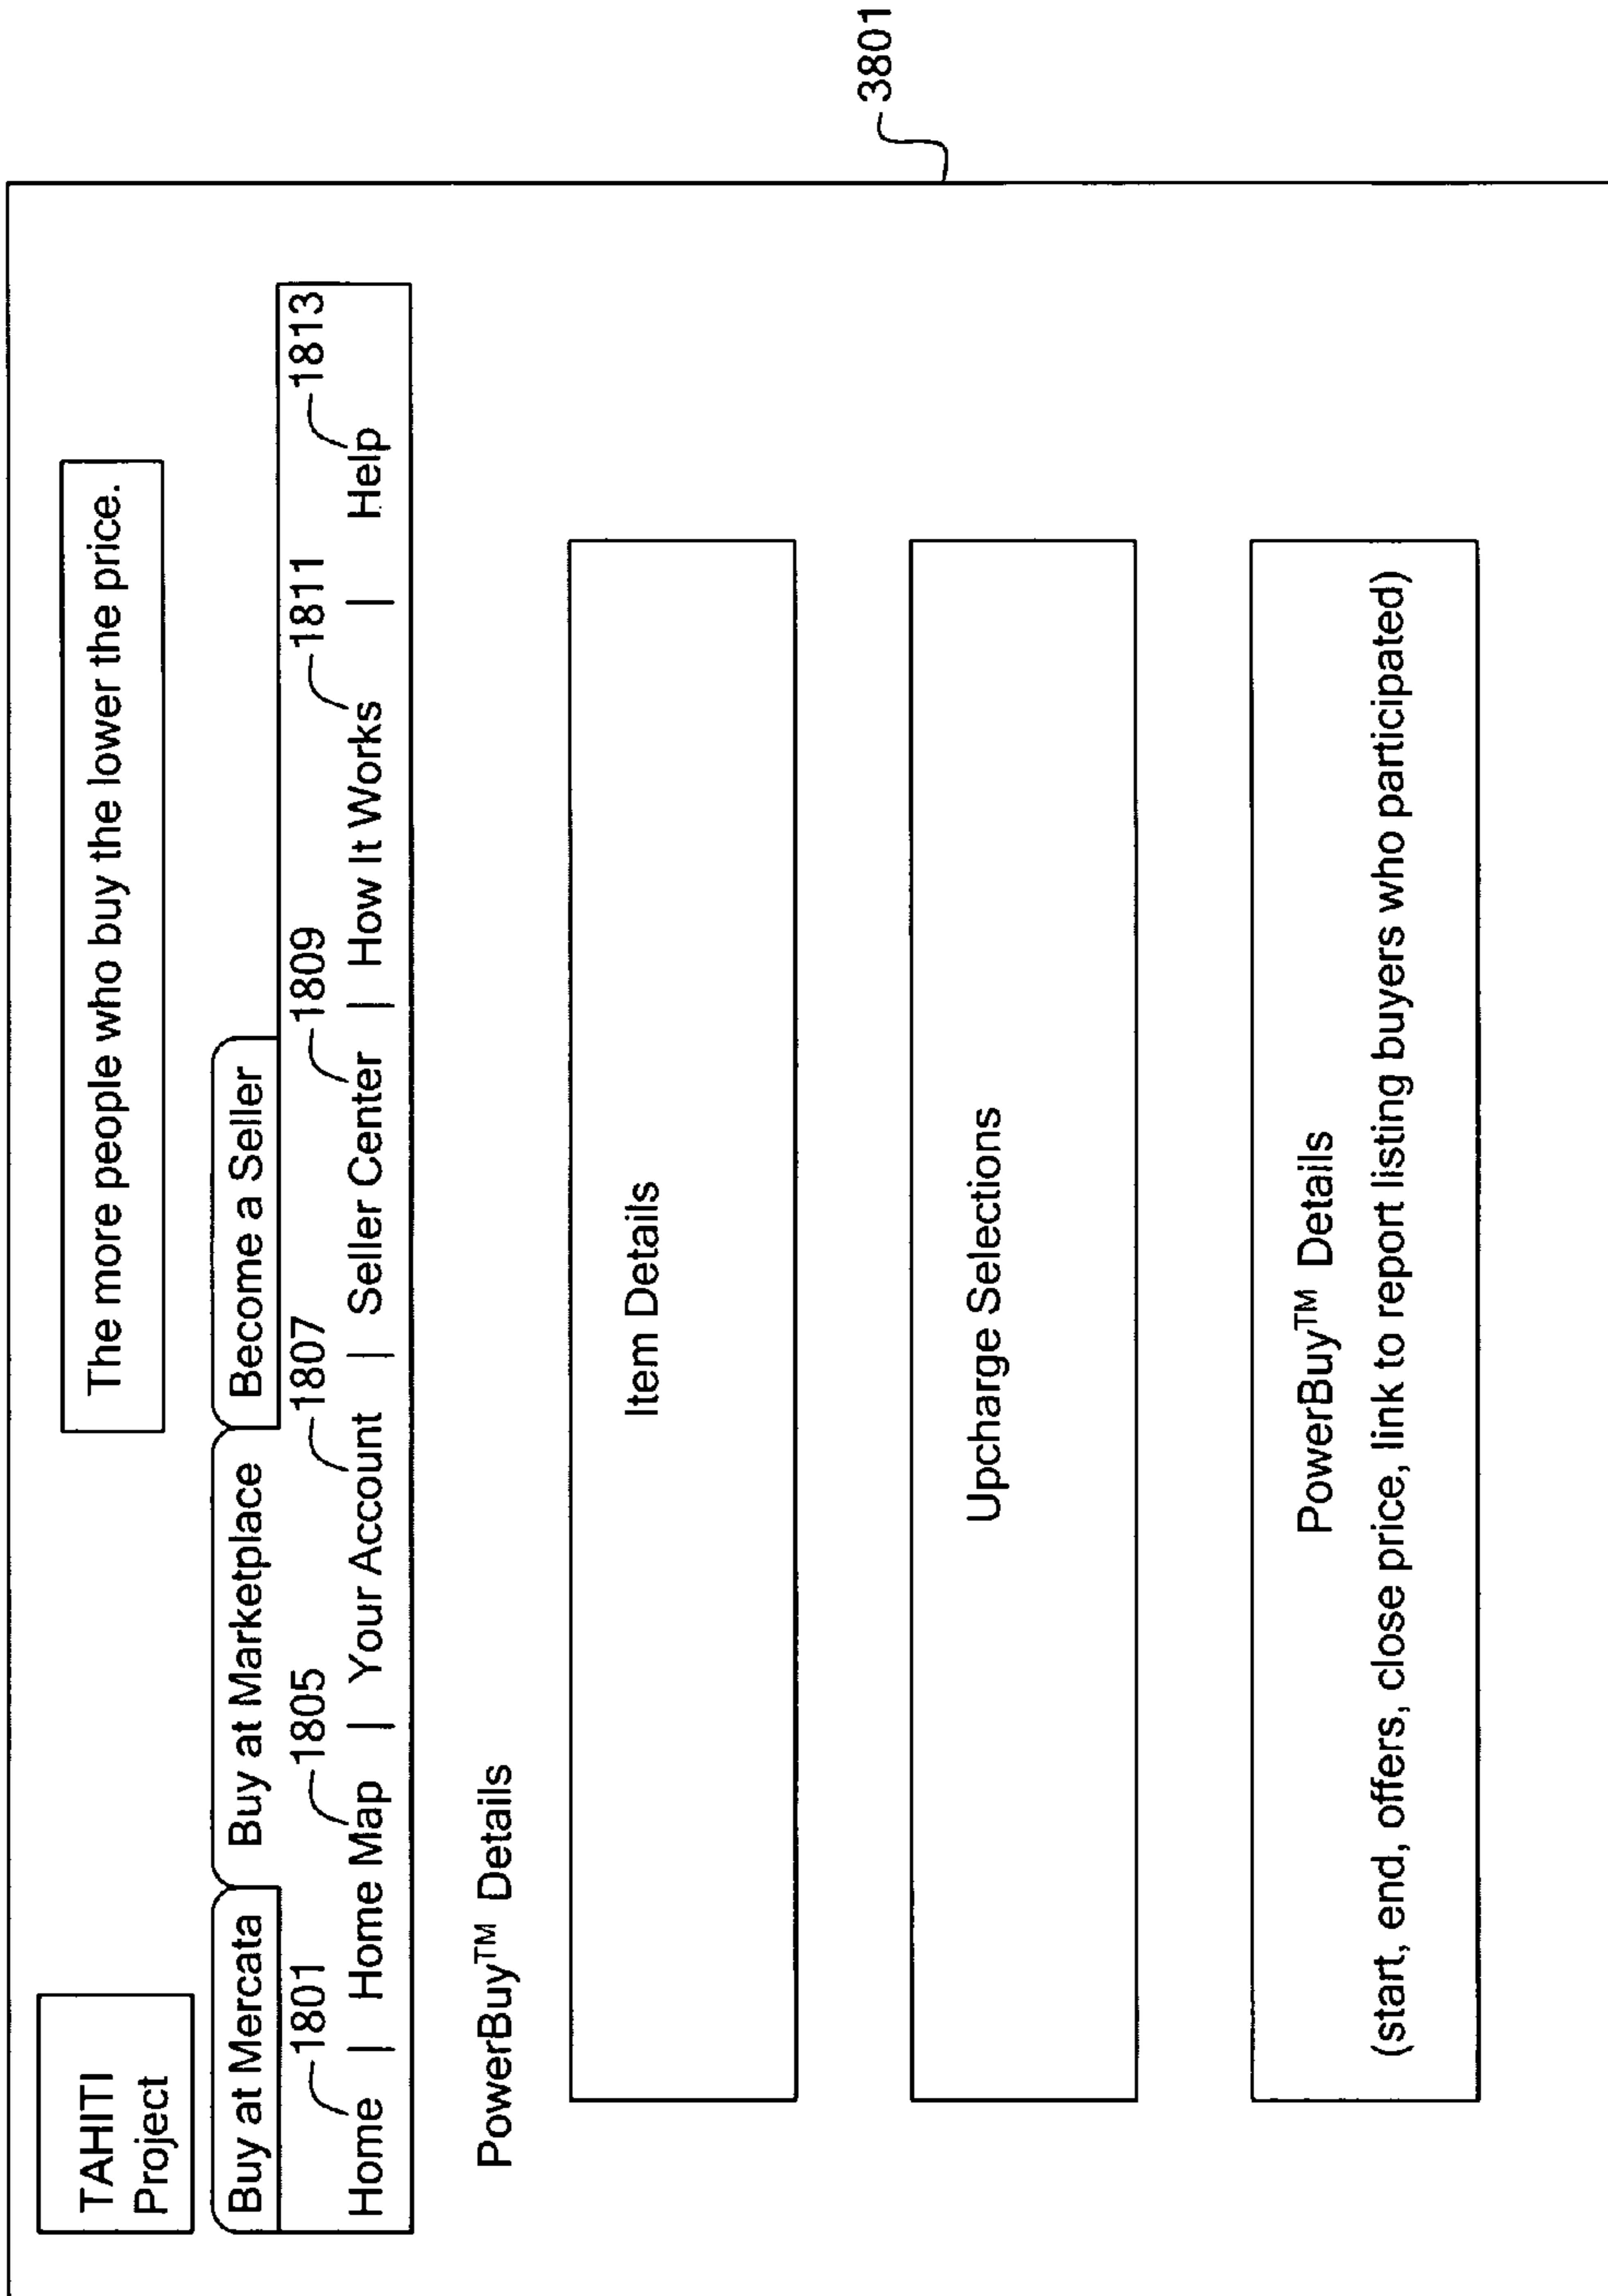 TAHITI
Project
The more people who buy the lower the price.
Buy at Mercata Buy at Marketplace Become a Seller
1801 1805 1807 1809 1811 1813
Home | Home Map | Your Account | Seller Center | How It Works | Help
PowerBuy™ Details
Item Details
Upcharge Selections
PowerBuy™ Details
(start, end, offers, close price, link to report listing buyers who participated)
3801